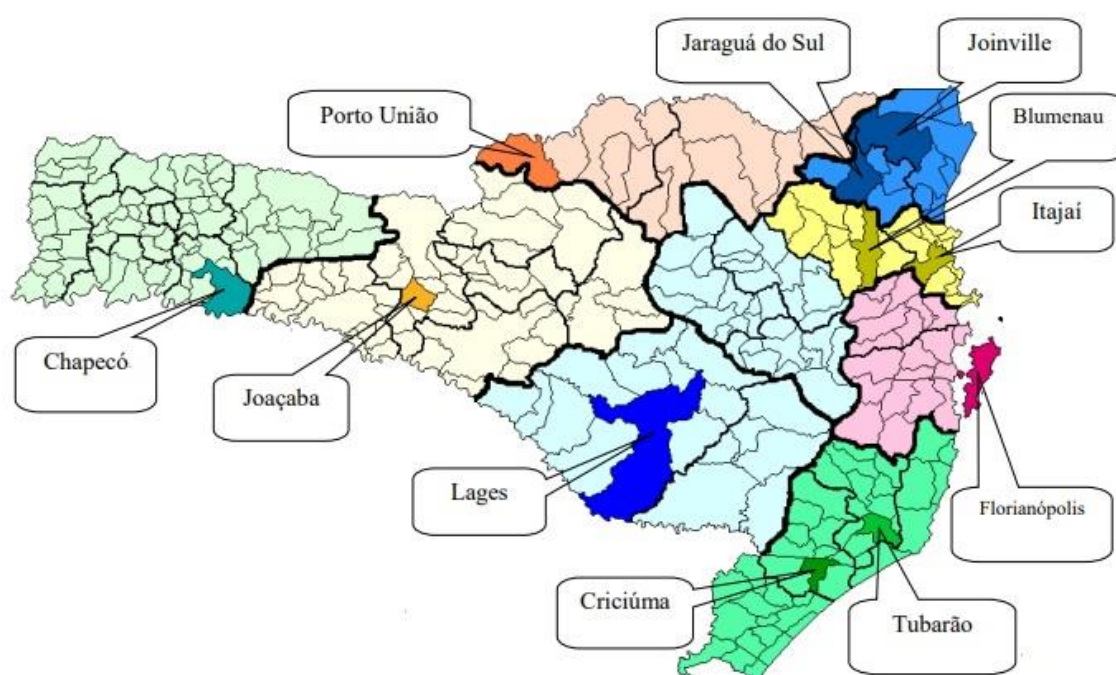 Jaraguá do Sul
Joinville
Porto União
Blumenau
Itajaí
Chapecó
Joaçaba
Lages
Florianópolis
Criciúma
Tubarão